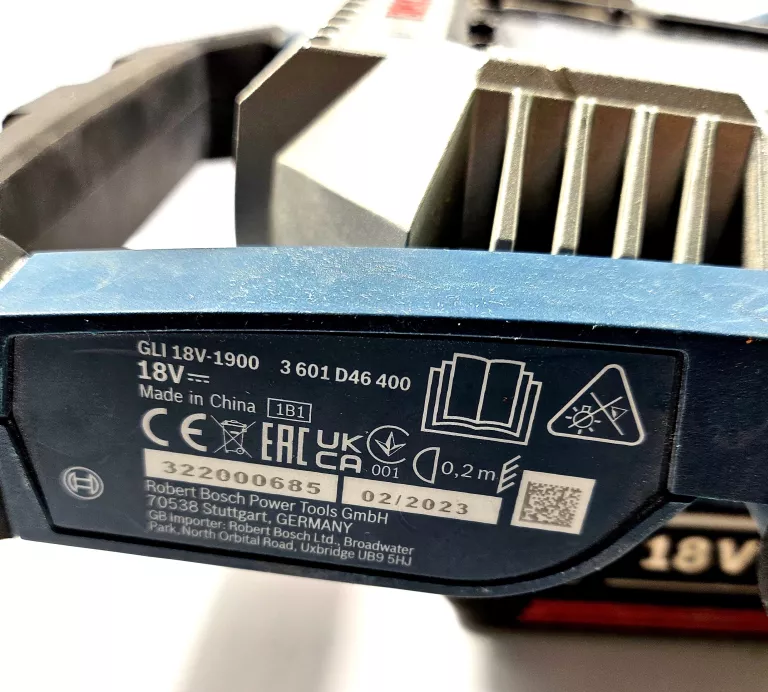 GLI 18V-1900 3 601 D46 400
18V
Made in China 1B1
CE EAC UKCA 001 0,2 m
322000685 02/2023
Robert Bosch Power Tools GmbH
70538 Stuttgart, GERMANY
GB importer: Robert Bosch Ltd., Broadwater
Park, North Orbital Road, Uxbridge UB9 5HJ
18V